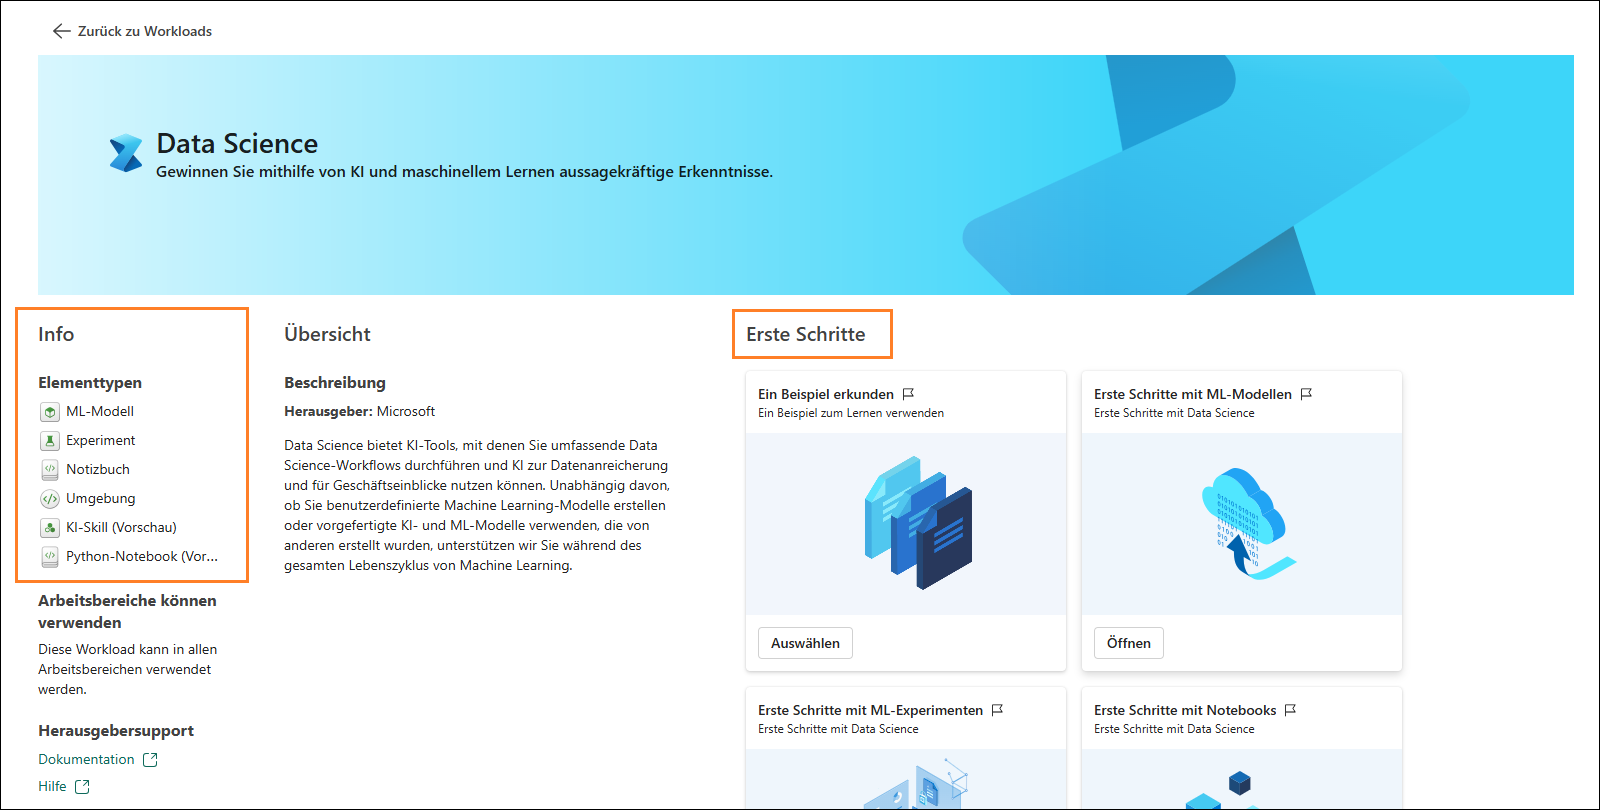 Zurück zu Workloads
Data Science
Gewinnen Sie mithilfe von KI und maschinellem Lernen aussagekräftige Erkenntnisse.
Info
Elementtypen
ML-Modell
Experiment
Notizbuch
Umgebung
KI-Skill (Vorschau)
Python-Notebook (Vor...
Arbeitsbereiche können
verwenden
Diese Workload kann in allen
Arbeitsbereichen verwendet
werden.
Herausgebersupport
Dokumentation
Hilfe
Übersicht
Beschreibung
Herausgeber: Microsoft
Data Science bietet KI-Tools, mit denen Sie umfassende Data
Science-Workflows durchführen und KI zur Datenanreicherung
und für Geschäftseinblicke nutzen können. Unabhängig davon,
ob Sie benutzerdefinierte Machine Learning-Modelle erstellen
oder vorgefertigte KI- und ML-Modelle verwenden, die von
anderen erstellt wurden, unterstützen wir Sie während des
gesamten Lebenszyklus von Machine Learning.
Erste Schritte
Ein Beispiel erkunden
Ein Beispiel zum Lernen verwenden
Auswählen
Erste Schritte mit ML-Modellen
Erste Schritte mit Data Science
Öffnen
Erste Schritte mit ML-Experimenten
Erste Schritte mit Data Science
Erste Schritte mit Notebooks
Erste Schritte mit Data Science